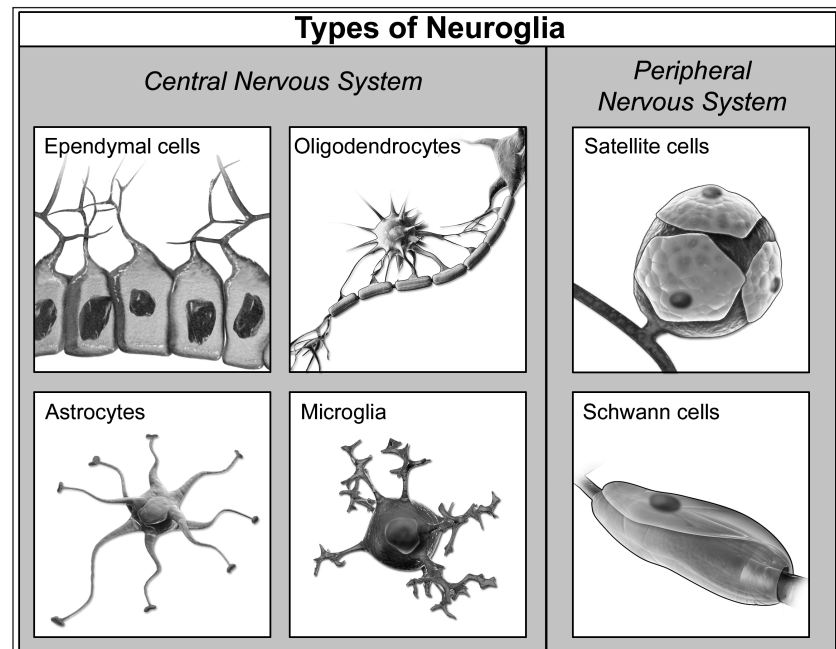 Types of Neuroglia
Central Nervous System
Peripheral
Nervous System
Ependymal cells
Oligodendrocytes
Satellite cells
Astrocytes
Microglia
Schwann cells